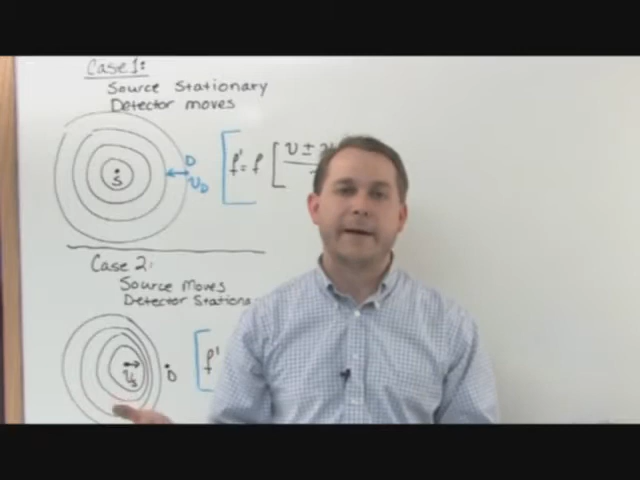 Case 1:
Source Stationary
Detector moves
S
D
v_D
f' = f [ v ±
Case 2:
Source Moves
Detector Stationa
v_s
D
f'